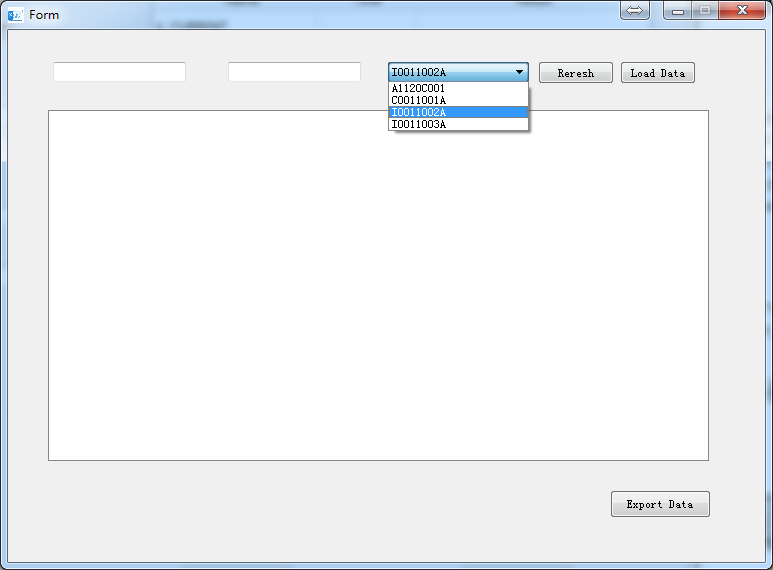 Form
I0011002A
Reresh
Load Data
A1120C001
C0011001A
I0011002A
I0011003A
Export Data